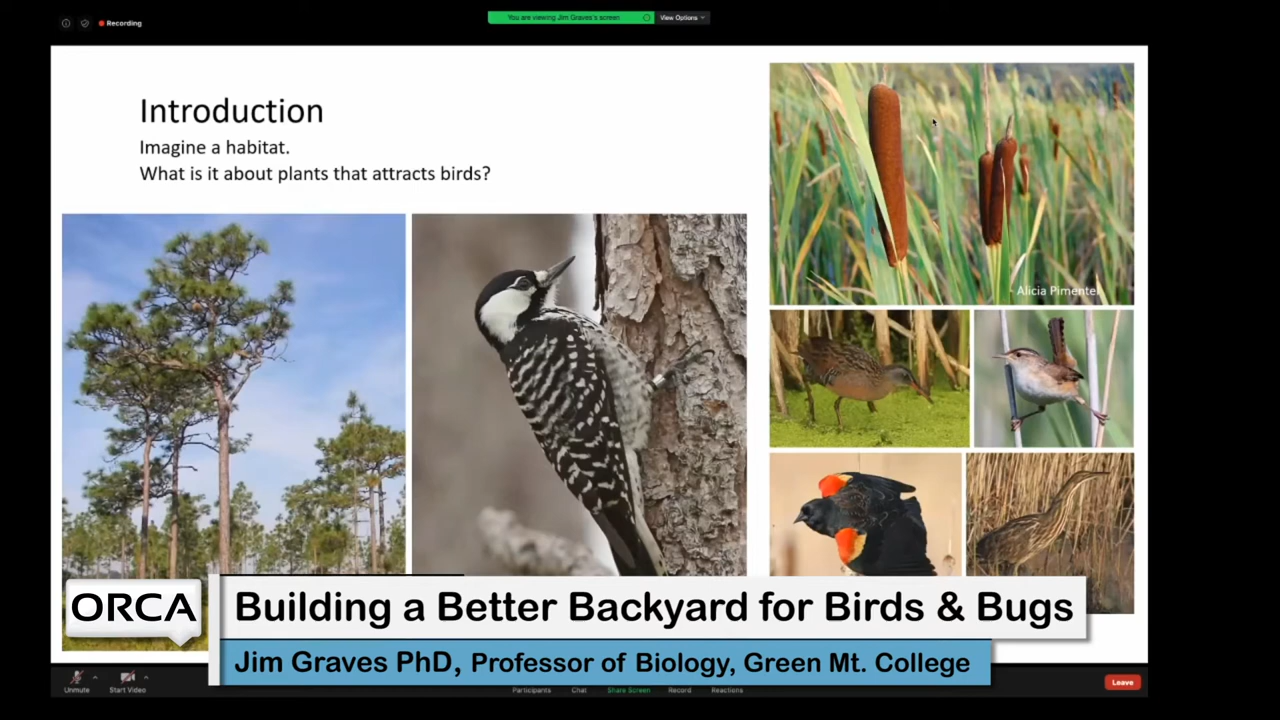 Recording
You are viewing Jim Graves's screen
View Options
Introduction
Imagine a habitat.
What is it about plants that attracts birds?
Alicia Pimentel
ORCA
Building a Better Backyard for Birds & Bugs
Jim Graves PhD, Professor of Biology, Green Mt. College
Unmute
Start Video
Participants
Chat
Share Screen
Record
Reactions
Leave